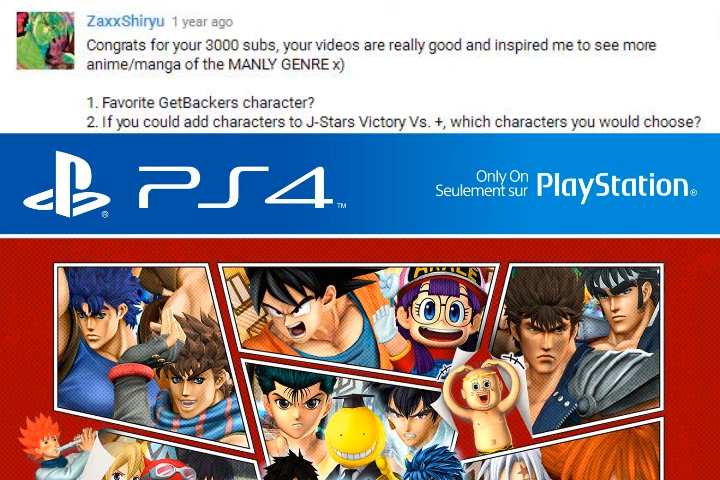 ZaxxShiryu 1 year ago
Congrats for your 3000 subs, your videos are really good and inspired me to see more
anime/manga of the MANLY GENRE x)
1. Favorite GetBackers character?
2. If you could add characters to J-Stars Victory Vs. +, which characters you would choose?
PS4™
Only On
Seulement sur
PlayStation®
ARALE